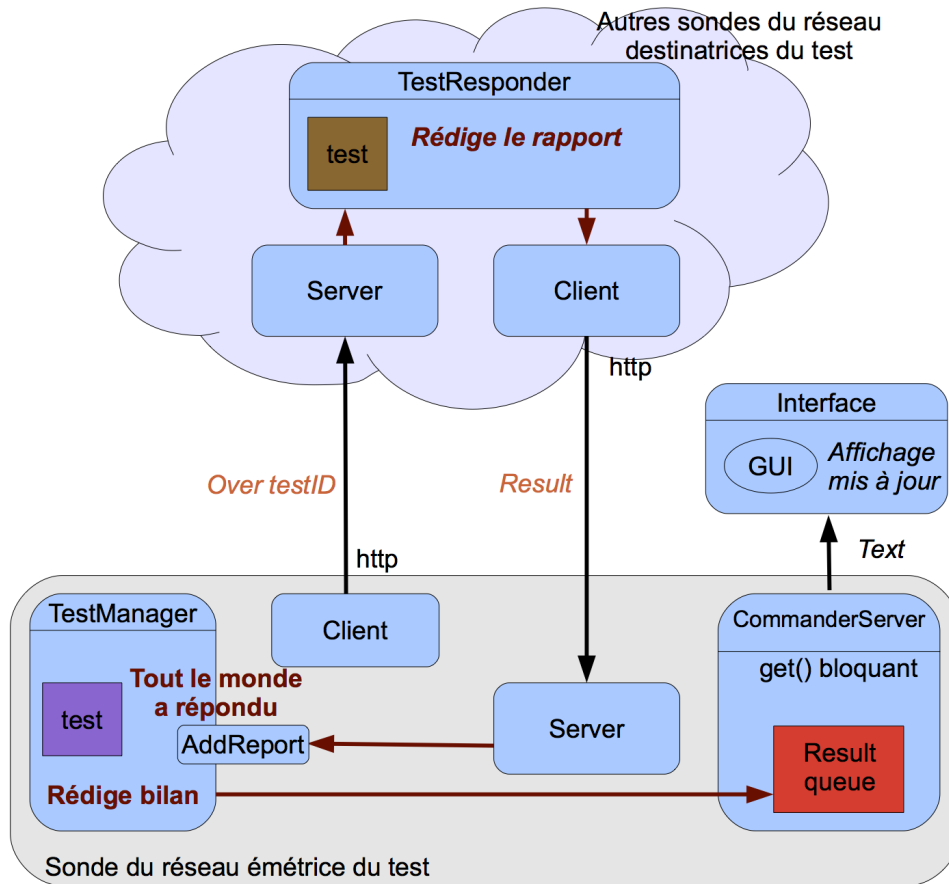 Autres sondes du réseau
destinatrices du test
TestResponder
test
Rédige le rapport
Server
Client
http
Interface
GUI
Affichage
mis à jour
Over testID
Result
Text
http
TestManager
Client
CommanderServer
get() bloquant
Tout le monde
a répondu
test
AddReport
Server
Result
queue
Rédige bilan
Sonde du réseau émétrice du test